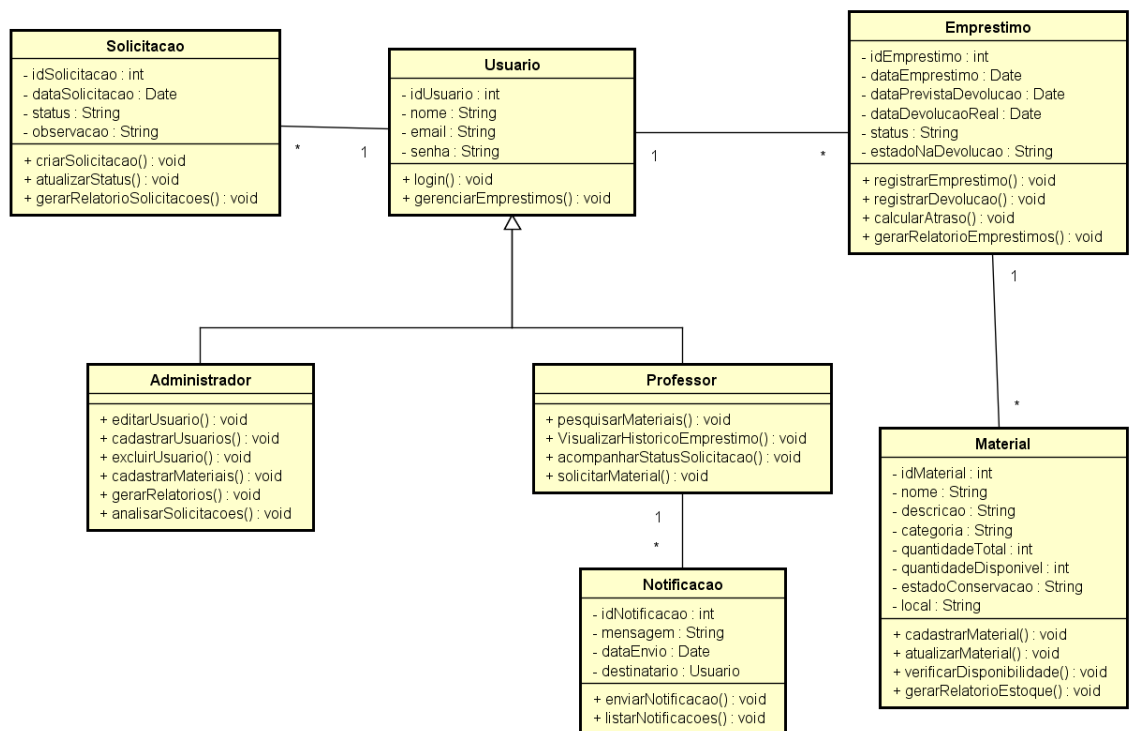 Solicitacao
- idSolicitacao : int
- dataSolicitacao : Date
- status : String
- observacao : String
+ criarSolicitacao() : void
+ atualizarStatus() : void
+ gerarRelatorioSolicitacoes() : void
*
1
Usuario
- idUsuario : int
- nome : String
- email : String
- senha : String
+ login() : void
+ gerenciarEmprestimos() : void
1
*
Emprestimo
- idEmprestimo : int
- dataEmprestimo : Date
- dataPrevistaDevolucao : Date
- dataDevolucaoReal : Date
- status : String
- estadoNaDevolucao : String
+ registrarEmprestimo() : void
+ registrarDevolucao() : void
+ calcularAtraso() : void
+ gerarRelatorioEmprestimos() : void
1
*
Administrador
+ editarUsuario() : void
+ cadastrarUsuarios() : void
+ excluirUsuario() : void
+ cadastrarMateriais() : void
+ gerarRelatorios() : void
+ analisarSolicitacoes() : void
Professor
+ pesquisarMateriais() : void
+ VisualizarHistoricoEmprestimo() : void
+ acompanharStatusSolicitacao() : void
+ solicitarMaterial() : void
1
*
Notificacao
- idNotificacao : int
- mensagem : String
- dataEnvio : Date
- destinatario : Usuario
+ enviarNotificacao() : void
+ listarNotificacoes() : void
Material
- idMaterial : int
- nome : String
- descricao : String
- categoria : String
- quantidadeTotal : int
- quantidadeDisponivel : int
- estadoConservacao : String
- local : String
+ cadastrarMaterial() : void
+ atualizarMaterial() : void
+ verificarDisponibilidade() : void
+ gerarRelatorioEstoque() : void